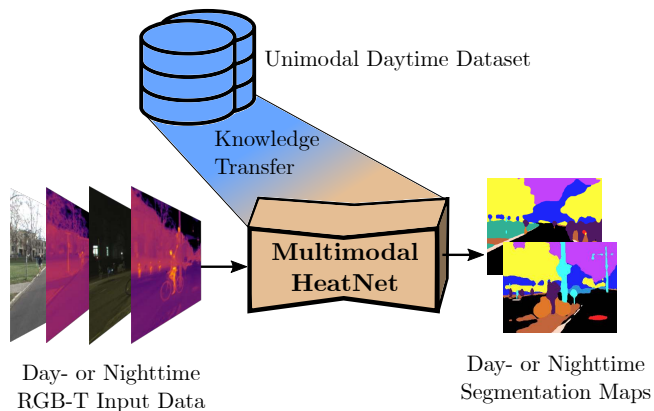 Unimodal Daytime Dataset
Knowledge
Transfer
Multimodal
HeatNet
Day- or Nighttime
RGB-T Input Data
Day- or Nighttime
Segmentation Maps